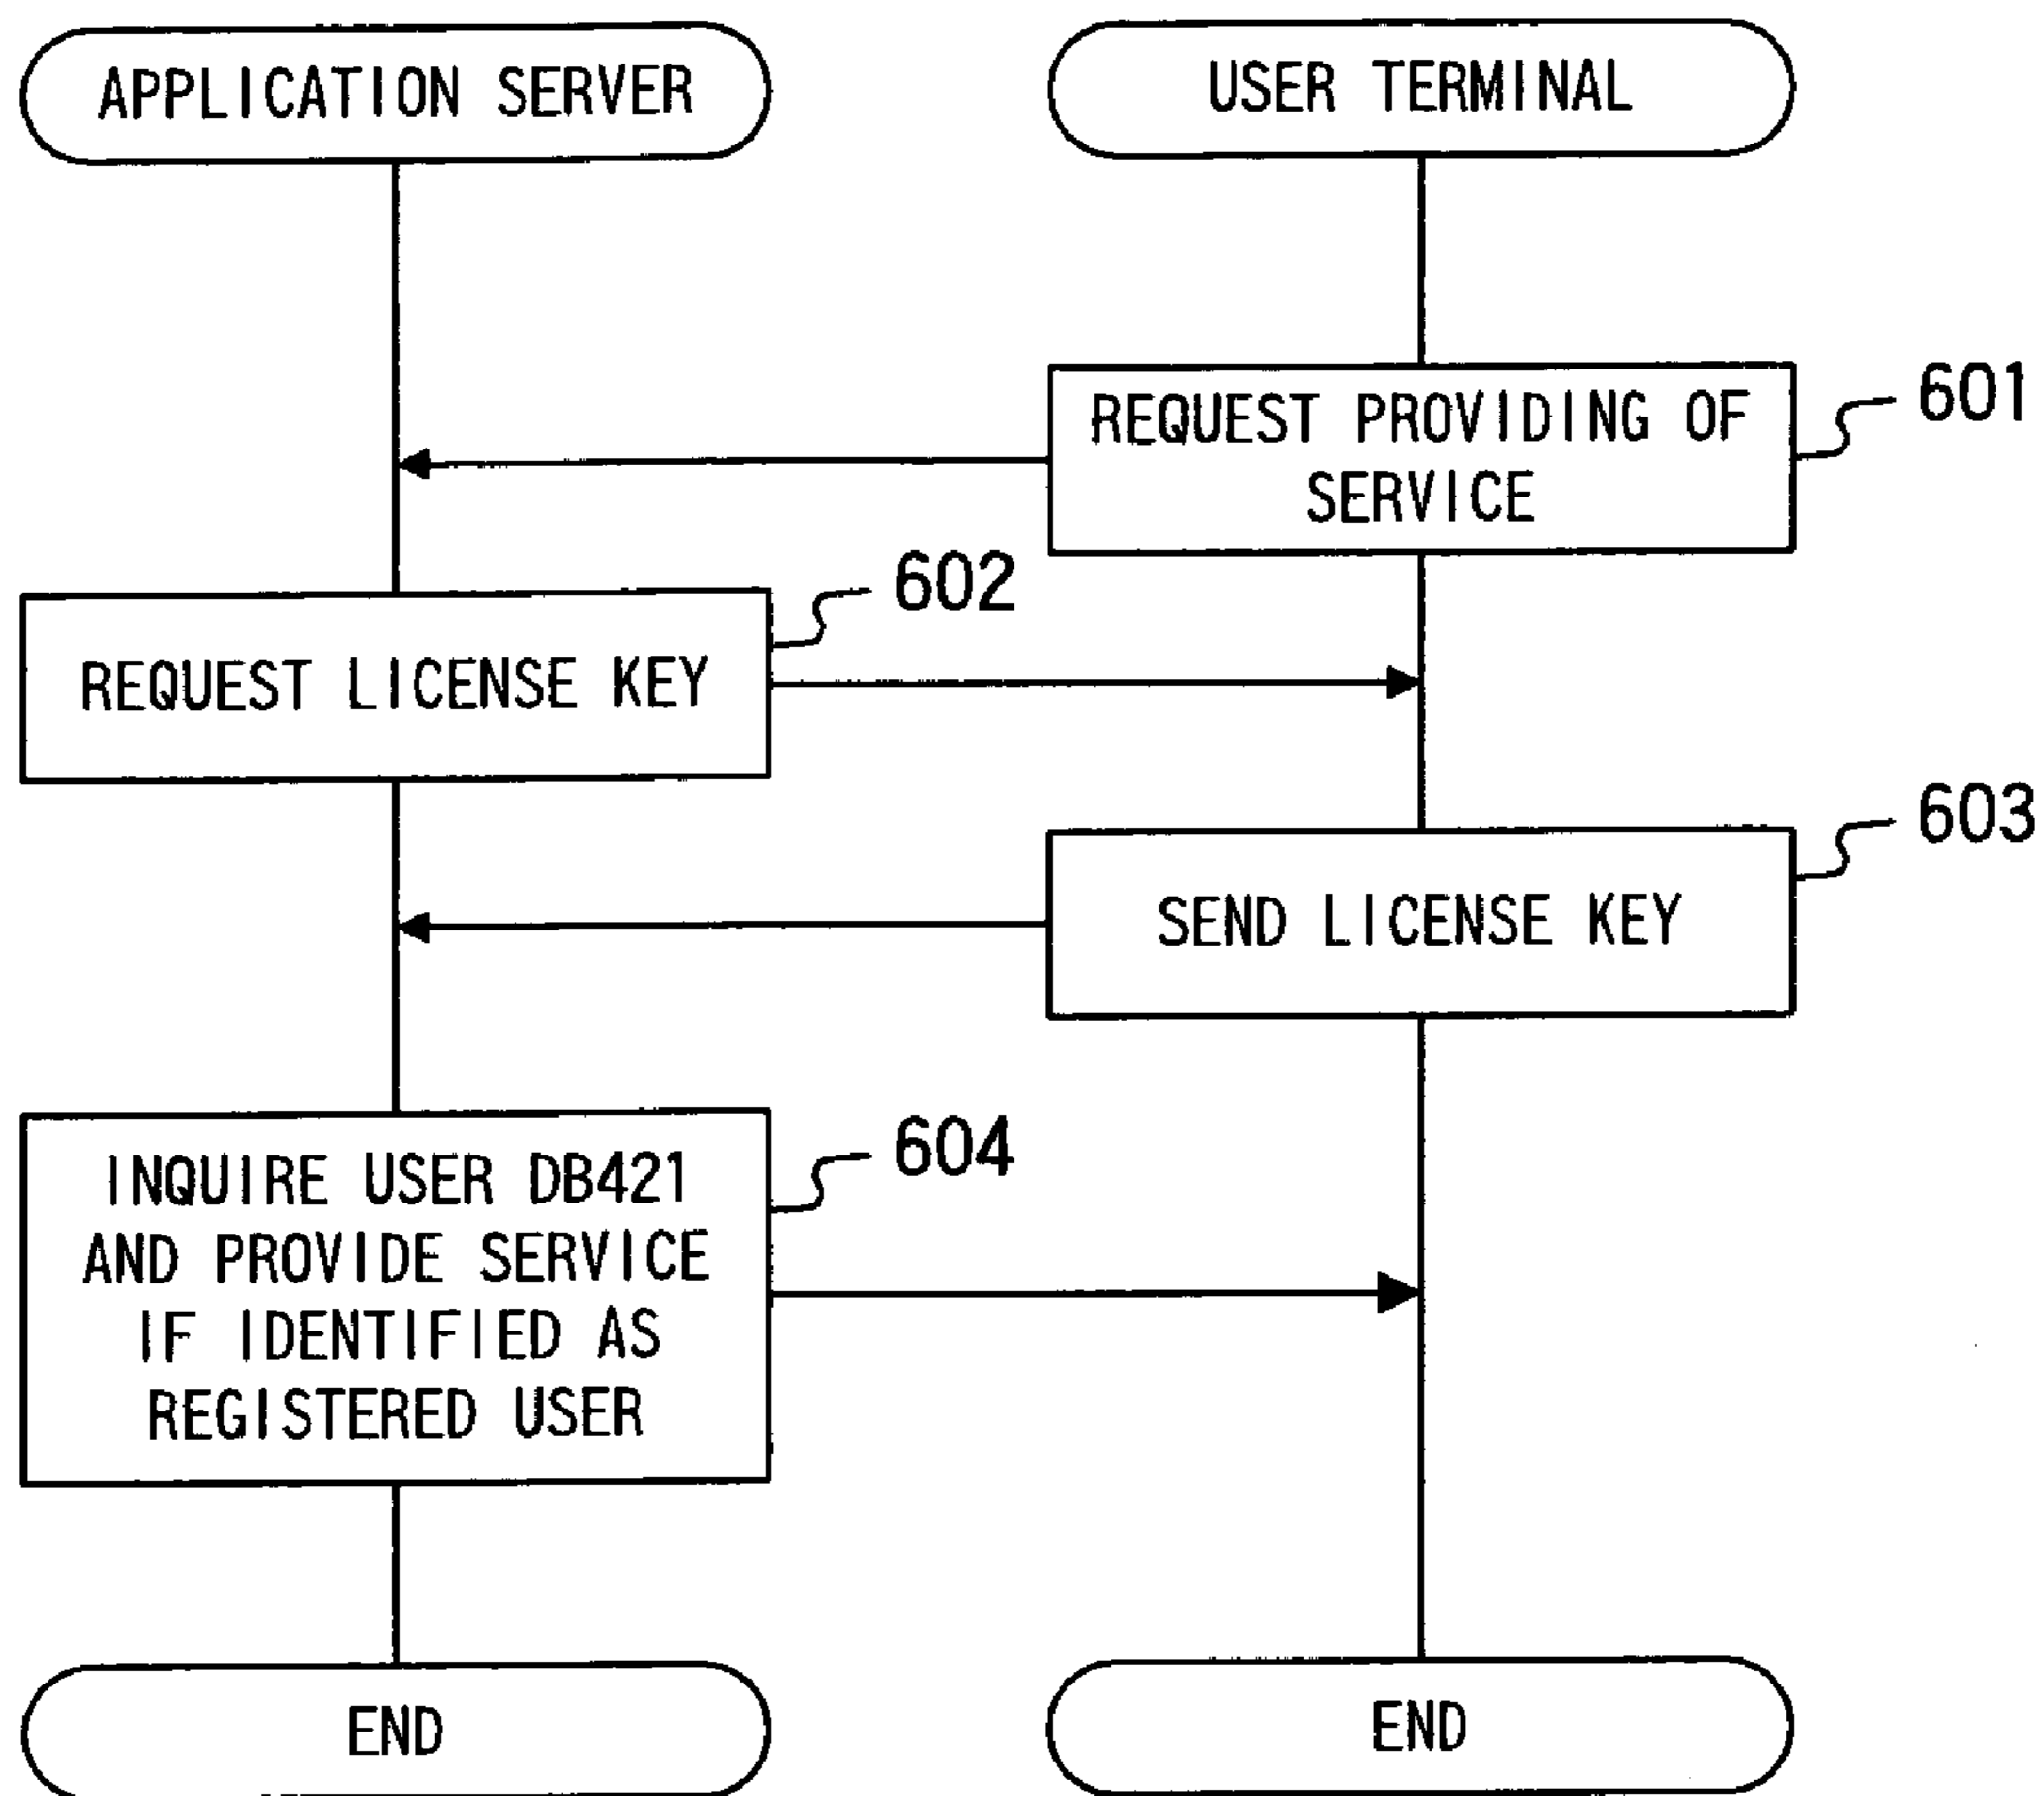 APPLICATION SERVER
USER TERMINAL
REQUEST PROVIDING OF
SERVICE
601
602
REQUEST LICENSE KEY
603
SEND LICENSE KEY
604
INQUIRE USER DB421
AND PROVIDE SERVICE
IF IDENTIFIED AS
REGISTERED USER
END
END